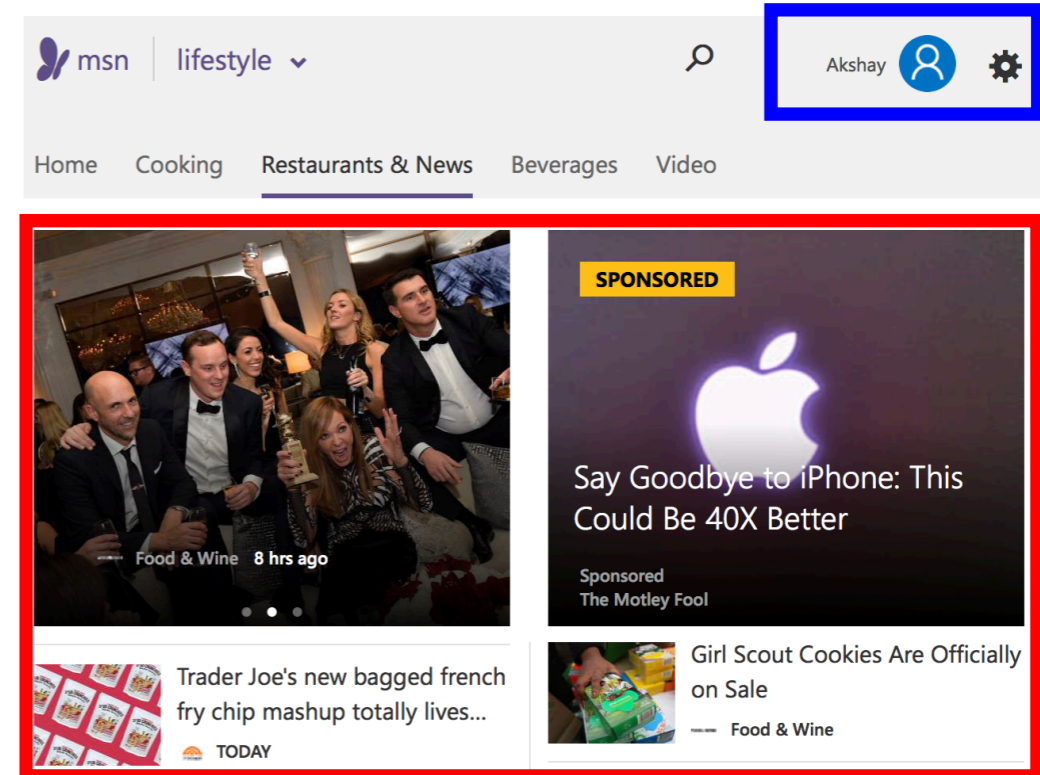 msn
lifestyle
Akshay
Home Cooking Restaurants & News Beverages Video
Food & Wine 8 hrs ago
SPONSORED
Say Goodbye to iPhone: This
Could Be 40X Better
Sponsored
The Motley Fool
Trader Joe's new bagged french
fry chip mashup totally lives...
TODAY
Girl Scout Cookies Are Officially
on Sale
Food & Wine